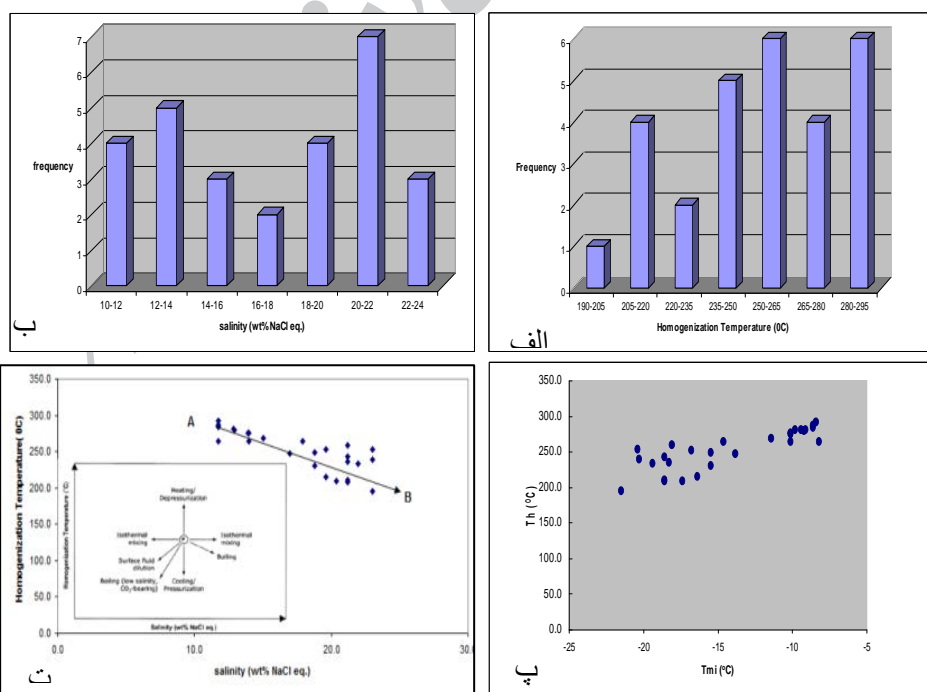 7
6
5
4
3
2
1
0
frequency
10-12 12-14 14-16 16-18 18-20 20-22 22-24
salinity (wt%NaCl eq.)
ب
6
5
4
3
2
1
0
Frequency
190-205 205-220 220-235 235-250 250-265 265-280 280-295
Homogenization Temperature (0C)
الف
350.0
300.0
250.0
200.0
150.0
100.0
50.0
0.0
Homogenization Temperature( 0C)
A
B
Homogenization Temperature (°C)
Heating/
Depressurization
Isothermal
mixing
Isothermal
mixing
Boiling
Surface fluid
dilution
Boiling (low salinity,
CO₂-bearing)
Cooling/
Pressurization
Salinity (wt% NaCl eq.)
0.0 10.0 20.0 30.
salinity (wt% NaCl eq.)
ت
350.0
300.0
250.0
200.0
150.0
100.0
50.0
0.0
Th (°C)
-25 -20 -15 -10 -5
Tmi (°C)
پ